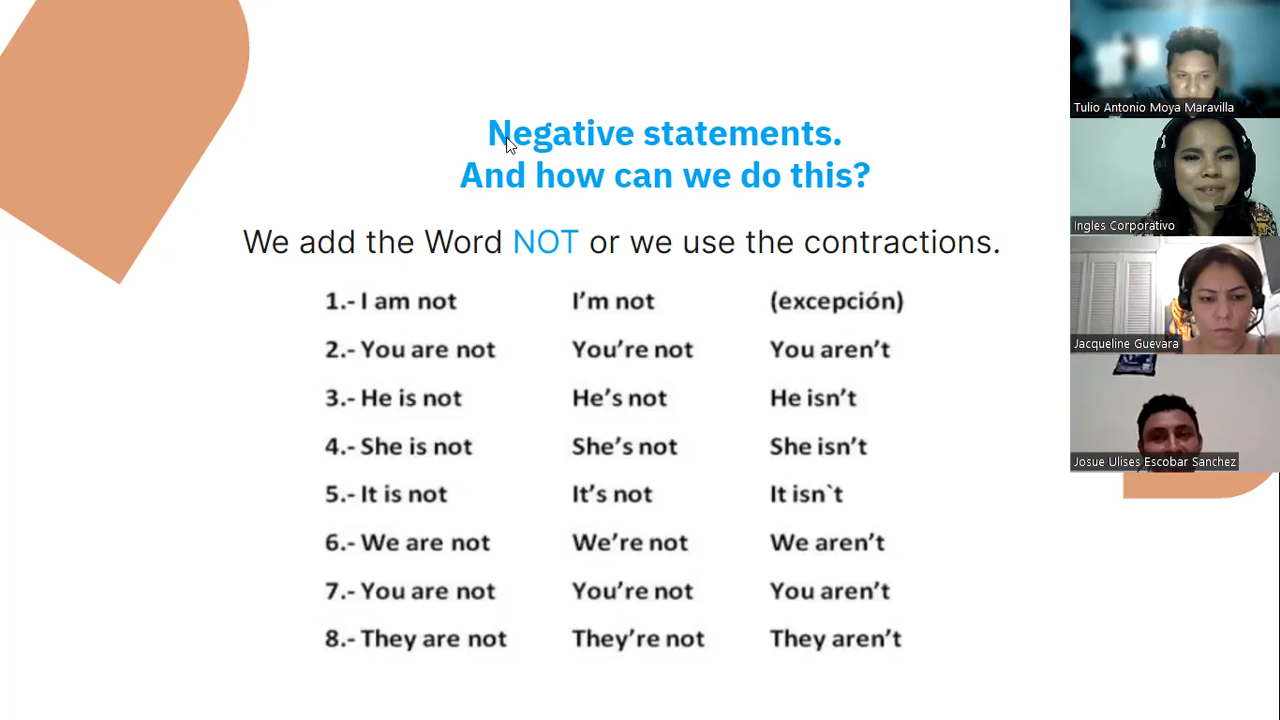 Negative statements.
And how can we do this?
We add the Word NOT or we use the contractions.
1.- I am not I’m not (excepción)
2.- You are not You’re not You aren’t
3.- He is not He’s not He isn’t
4.- She is not She’s not She isn’t
5.- It is not It’s not It isn`t
6.- We are not We’re not We aren’t
7.- You are not You’re not You aren’t
8.- They are not They’re not They aren’t
Tulio Antonio Moya Maravilla
Ingles Corporativo
Jacqueline Guevara
Josue Ulises Escobar Sanchez